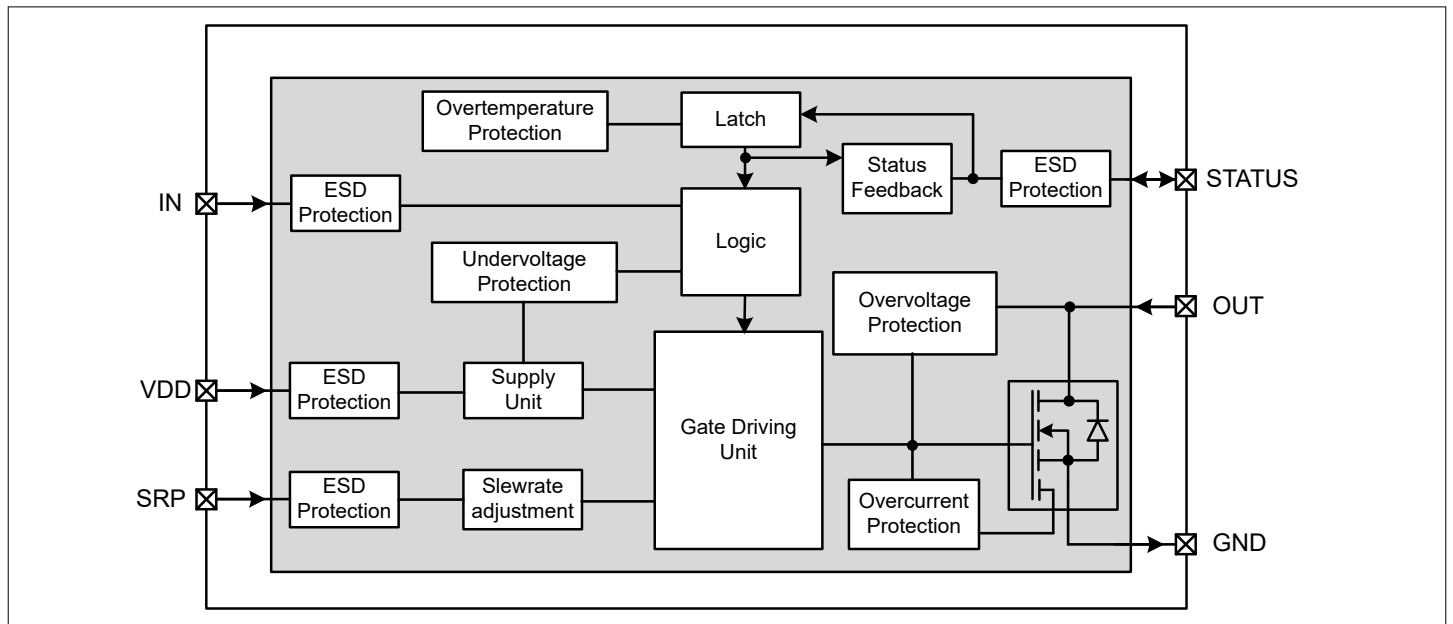 Overtemperature
Protection
Latch
Status
Feedback
ESD
Protection
STATUS
IN
ESD
Protection
Logic
Undervoltage
Protection
Overvoltage
Protection
OUT
VDD
ESD
Protection
Supply
Unit
Gate Driving
Unit
SRP
ESD
Protection
Slewrate
adjustment
Overcurrent
Protection
GND